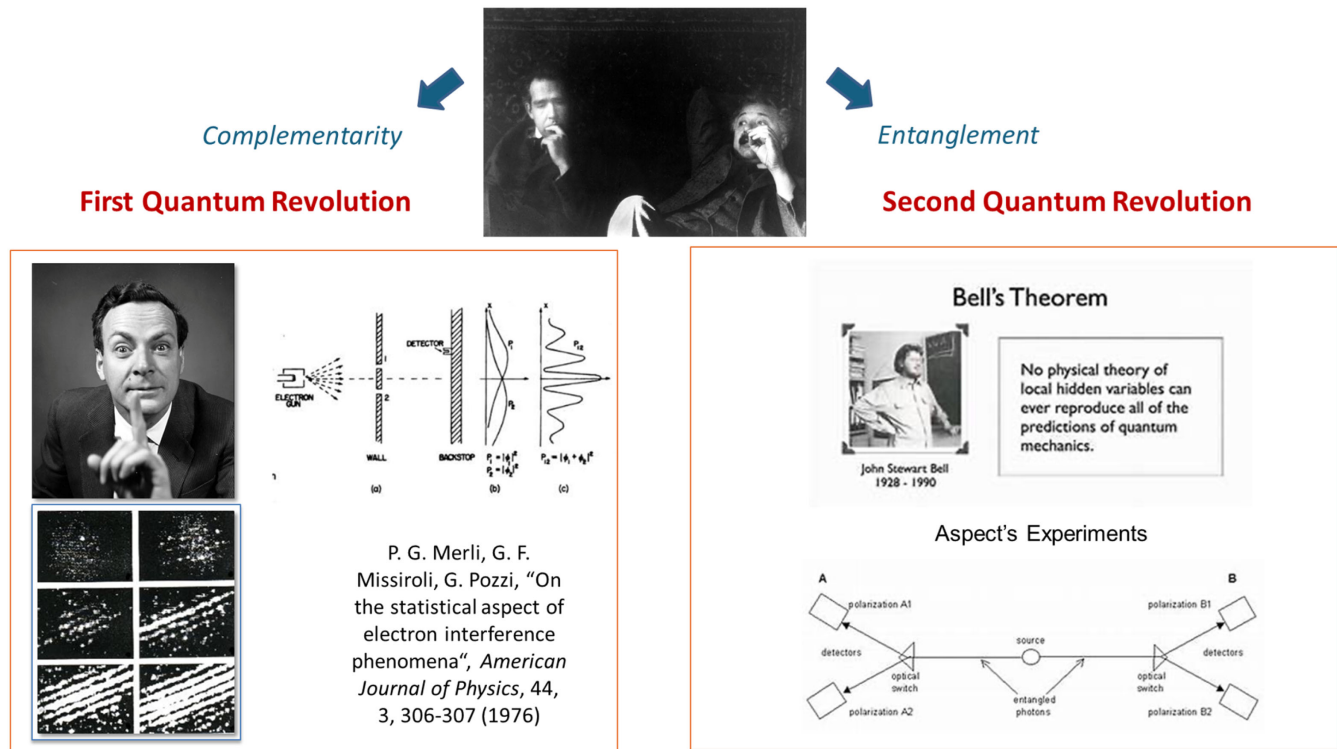 Complementarity
Entanglement
First Quantum Revolution
Second Quantum Revolution
ELECTRON
GUN
1
2
WALL
(a)
DETECTOR
BACKSTOP
x
P₁
P₂
P₁ = |ϕ₁|²
P₂ = |ϕ₂|²
(b)
x
P₁₂
P₁₂ = |ϕ₁ + ϕ₂|²
(c)
P. G. Merli, G. F.
Missiroli, G. Pozzi, “On
the statistical aspect of
electron interference
phenomena“, American
Journal of Physics, 44,
3, 306-307 (1976)
Bell's Theorem
John Stewart Bell
1928 - 1990
No physical theory of
local hidden variables can
ever reproduce all of the
predictions of quantum
mechanics.
Aspect’s Experiments
A
B
polarization A1
polarization B1
detectors
source
detectors
optical
switch
entangled
photons
optical
switch
polarization A2
polarization B2